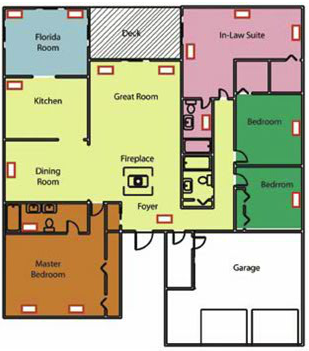 Florida
Room
Deck
In-Law Suite
Kitchen
Great Room
Bedroom
Fireplace
Dining
Room
Bedrrom
Foyer
Master
Bedroom
Garage